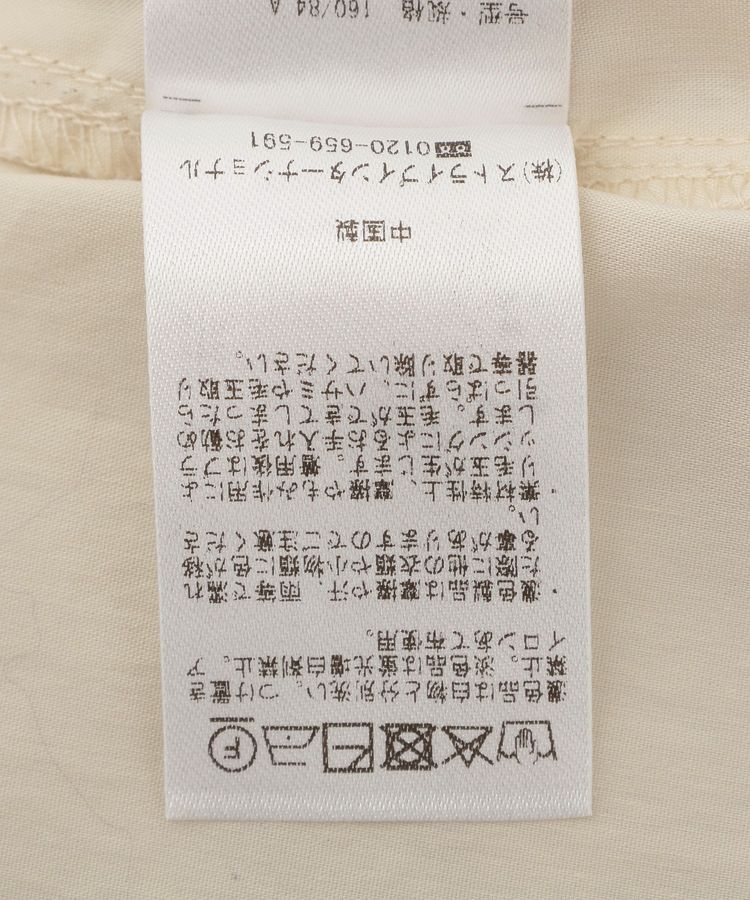 F
濃色品は白物と分別洗い。つけ置き
禁止。淡色品は蛍光増白剤禁止。ア
イロンあて布使用。
・濃色製品は摩擦や汗、雨等で濡れ
た際に他の衣類や小物類に色が移
る事がありますのでご注意くださ
い。
・素材特性上、摩擦やもみ作用によ
り毛玉が生じます。着用後はブラ
ッシングによるお手入れをお勧め
します。毛玉ができてしまったら
引っぱらずに、ハサミや毛玉取り
器等で取り除いてください。
中国製
(株)ストライプインターナショナル
0120-659-591
号型・規格 160/84 A